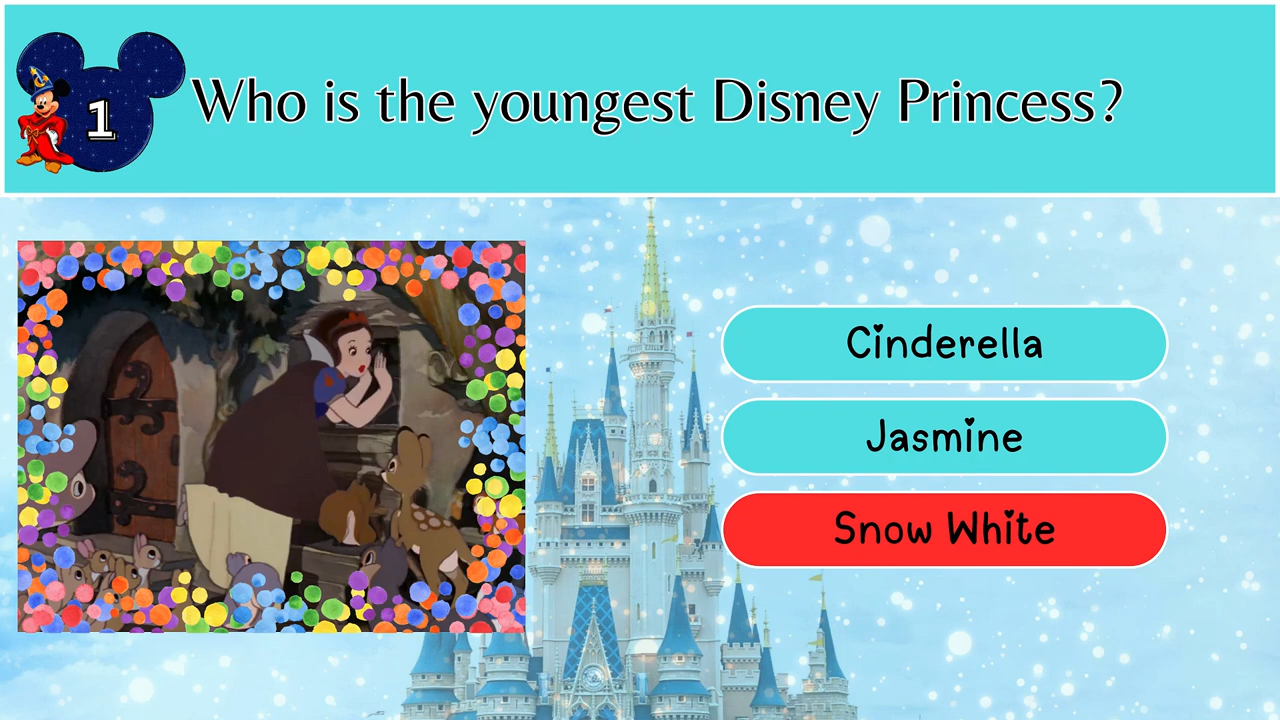 1
Who is the youngest Disney Princess?
Cinderella
Jasmine
Snow White